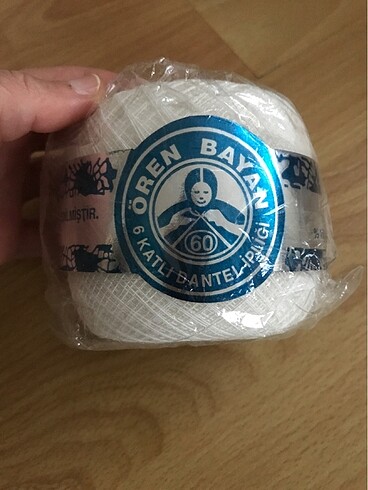 ÖREN BAYAN
60
6 KATLI DANTEL İPLİĞİ